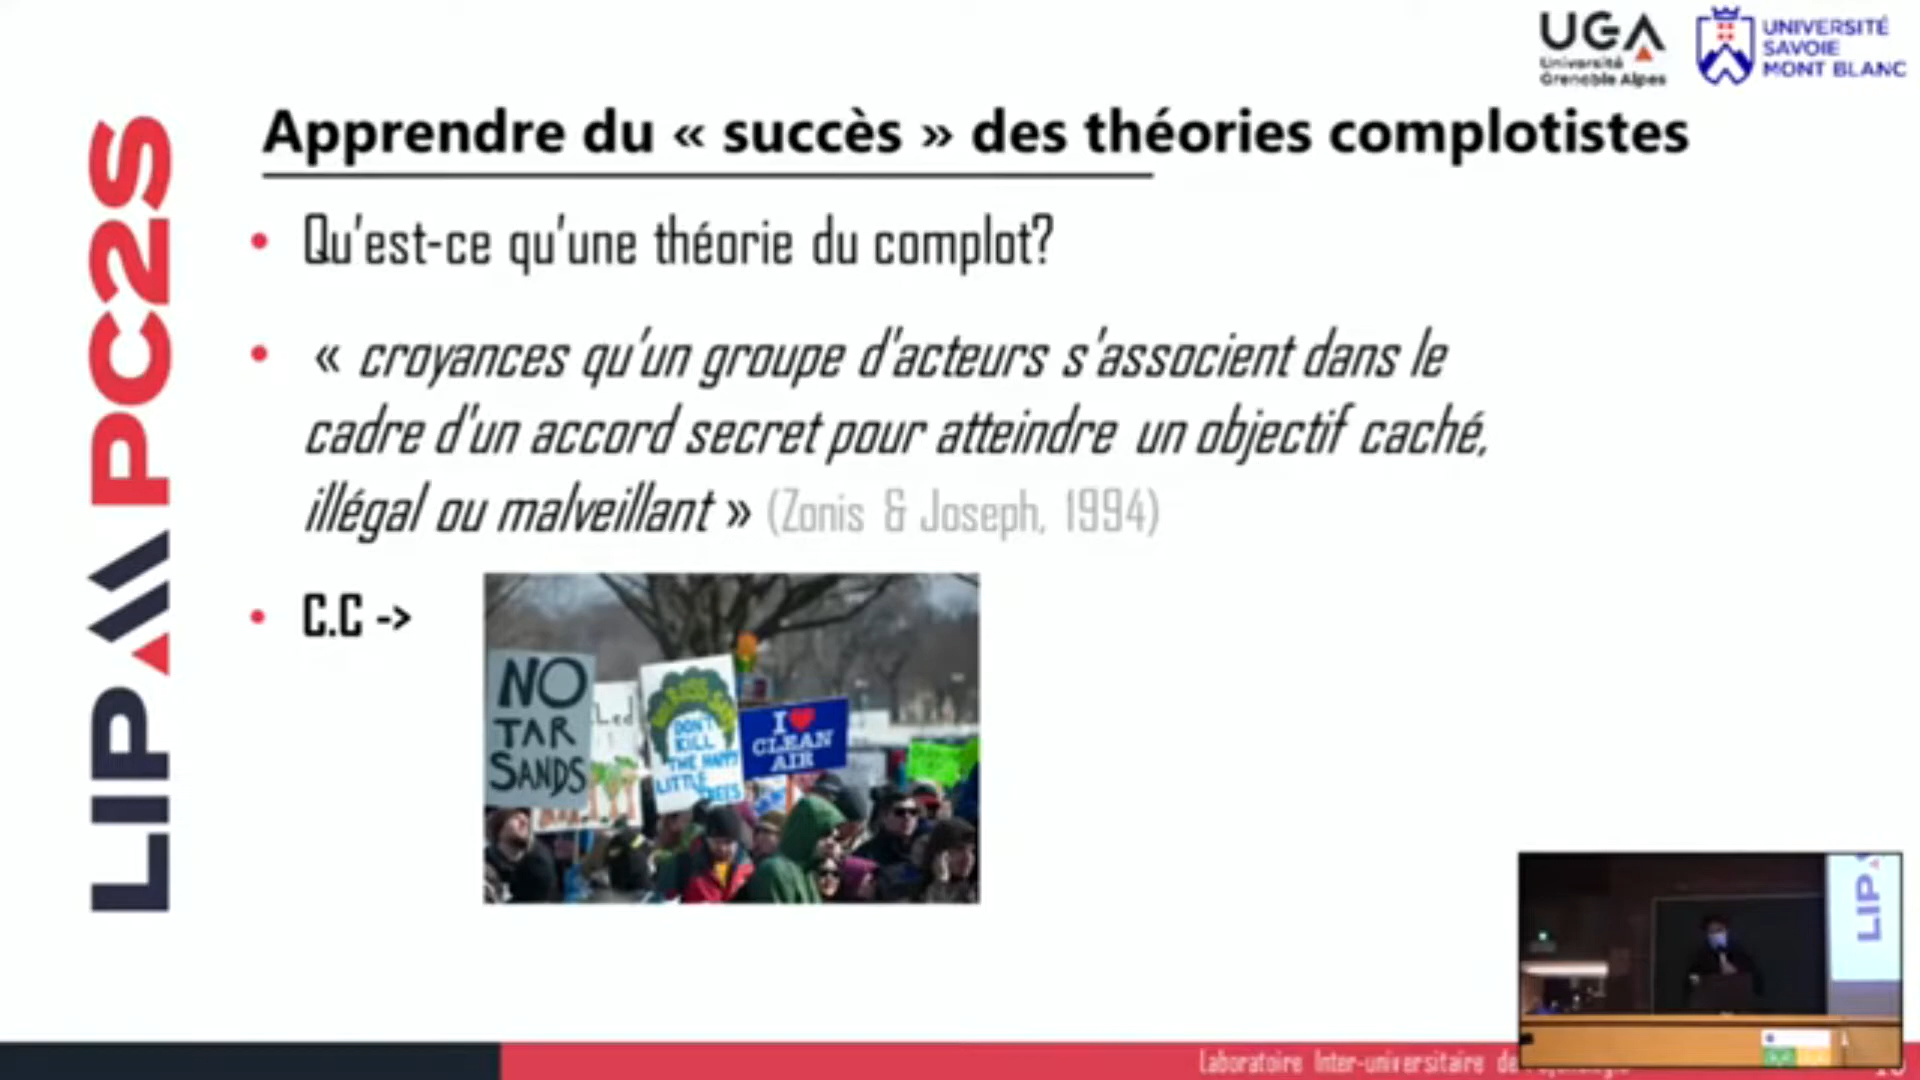 UGA
Université
Grenoble Alpes
UNIVERSITÉ
SAVOIE
MONT BLANC
LIP PC2S
Apprendre du « succès » des théories complotistes
• Qu'est-ce qu'une théorie du complot?
• « croyances qu'un groupe d'acteurs s'associent dans le
cadre d'un accord secret pour atteindre un objectif caché,
illégal ou malveillant » (Zonis & Joseph, 1994)
• C.C ->
NO
TAR
SANDS
DON'T
KILL
THE HAPPY
LITTLE
TREES
I ❤ CLEAN
AIR
LIP
Laboratoire Inter-universitaire de